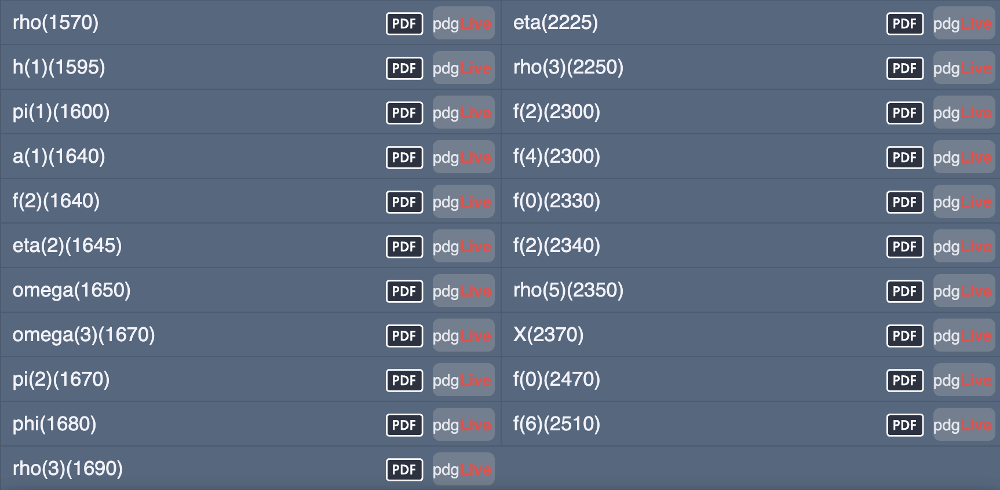 rho(1570) PDF pdgLive eta(2225) PDF pdgLive
h(1)(1595) PDF pdgLive rho(3)(2250) PDF pdgLive
pi(1)(1600) PDF pdgLive f(2)(2300) PDF pdgLive
a(1)(1640) PDF pdgLive f(4)(2300) PDF pdgLive
f(2)(1640) PDF pdgLive f(0)(2330) PDF pdgLive
eta(2)(1645) PDF pdgLive f(2)(2340) PDF pdgLive
omega(1650) PDF pdgLive rho(5)(2350) PDF pdgLive
omega(3)(1670) PDF pdgLive X(2370) PDF pdgLive
pi(2)(1670) PDF pdgLive f(0)(2470) PDF pdgLive
phi(1680) PDF pdgLive f(6)(2510) PDF pdgLive
rho(3)(1690) PDF pdgLive